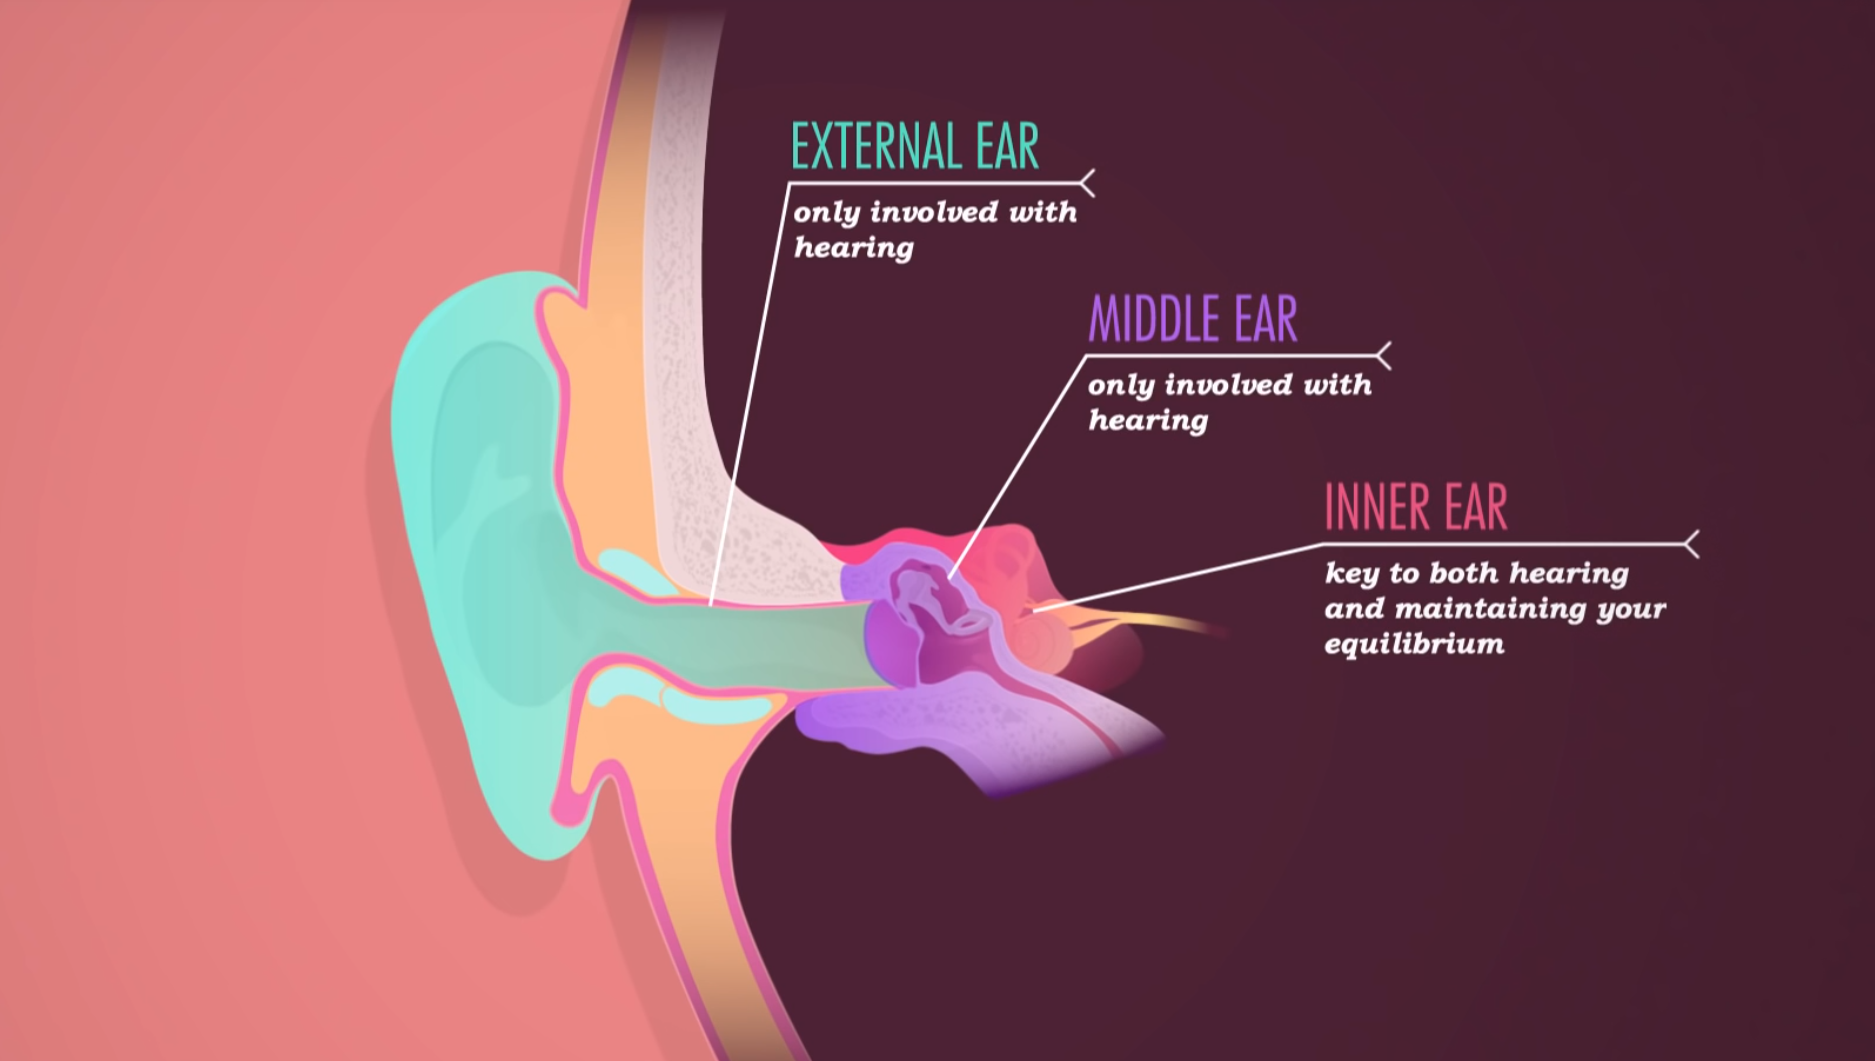 EXTERNAL EAR
only involved with
hearing
MIDDLE EAR
only involved with
hearing
INNER EAR
key to both hearing
and maintaining your
equilibrium